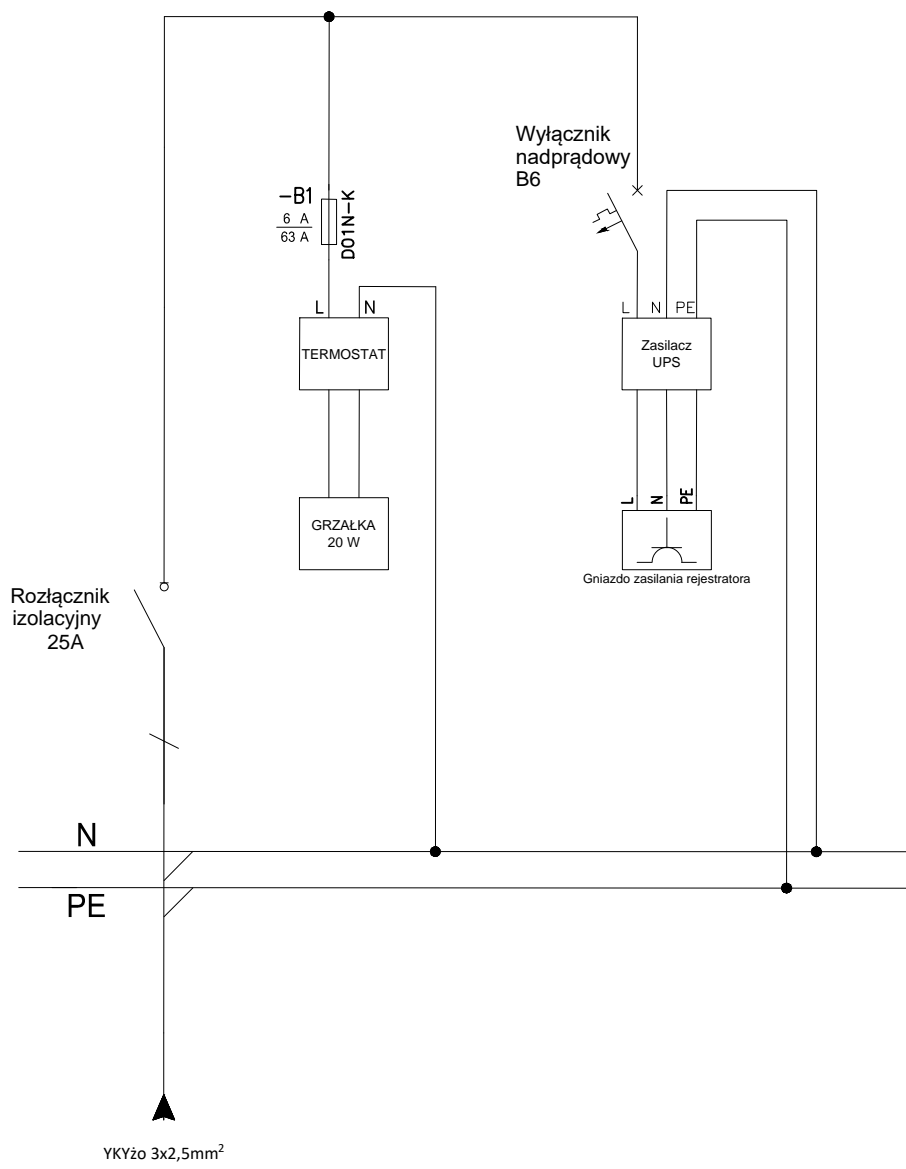 Wyłącznik
nadprądowy
B6
-B1
6 A
63 A
D01N-K
L N
TERMOSTAT
GRZAŁKA
20 W
L N PE
Zasilacz
UPS
L N PE
Gniazdo zasilania rejestratora
Rozłącznik
izolacyjny
25A
N
PE
YKYżo 3x2,5mm²